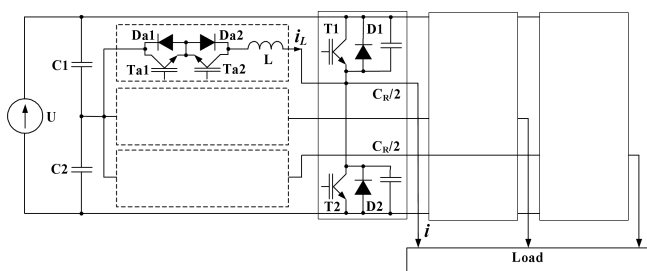 Da1 Da2
i_L
T1 D1
C1
Ta1 Ta2
L
C_R/2
U
C_R/2
C2
T2 D2
i
Load